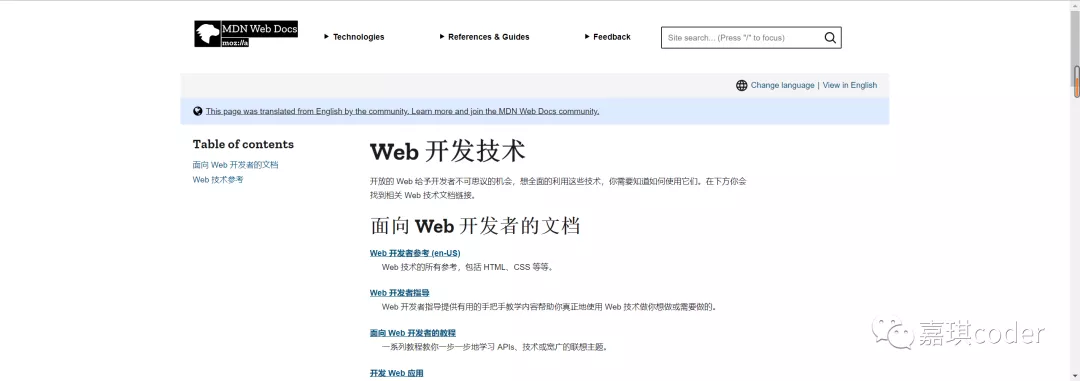 MDN Web Docs
moz://a
Technologies
References & Guides
Feedback
Site search... (Press "/" to focus)
Change language | View in English
This page was translated from English by the community. Learn more and join the MDN Web Docs community.
Table of contents
面向 Web 开发者的文档
Web 技术参考
Web 开发技术
开放的 Web 给予开发者不可思议的机会，想全面的利用这些技术，你需要知道如何使用它们。在下方你会
找到相关 Web 技术文档链接。
面向 Web 开发者的文档
Web 开发者参考 (en-US)
Web 技术的所有参考，包括 HTML、CSS 等等。
Web 开发者指导
Web 开发者指导提供有用的手把手教学内容帮助你真正地使用 Web 技术做你想做或需要做的。
面向 Web 开发者的教程
一系列教程教你一步一步地学习 APIs、技术或宽广的联想主题。
开发 Web 应用
嘉琪coder